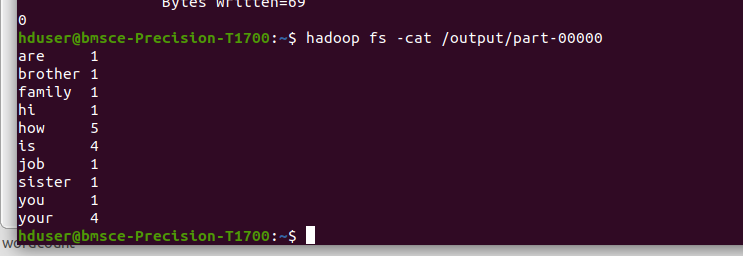 Bytes Written=69
0
hduser@bmsce-Precision-T1700:~$ hadoop fs -cat /output/part-00000
are 1
brother 1
family 1
hi 1
how 5
is 4
job 1
sister 1
you 1
your 4
hduser@bmsce-Precision-T1700:~$
wordcount